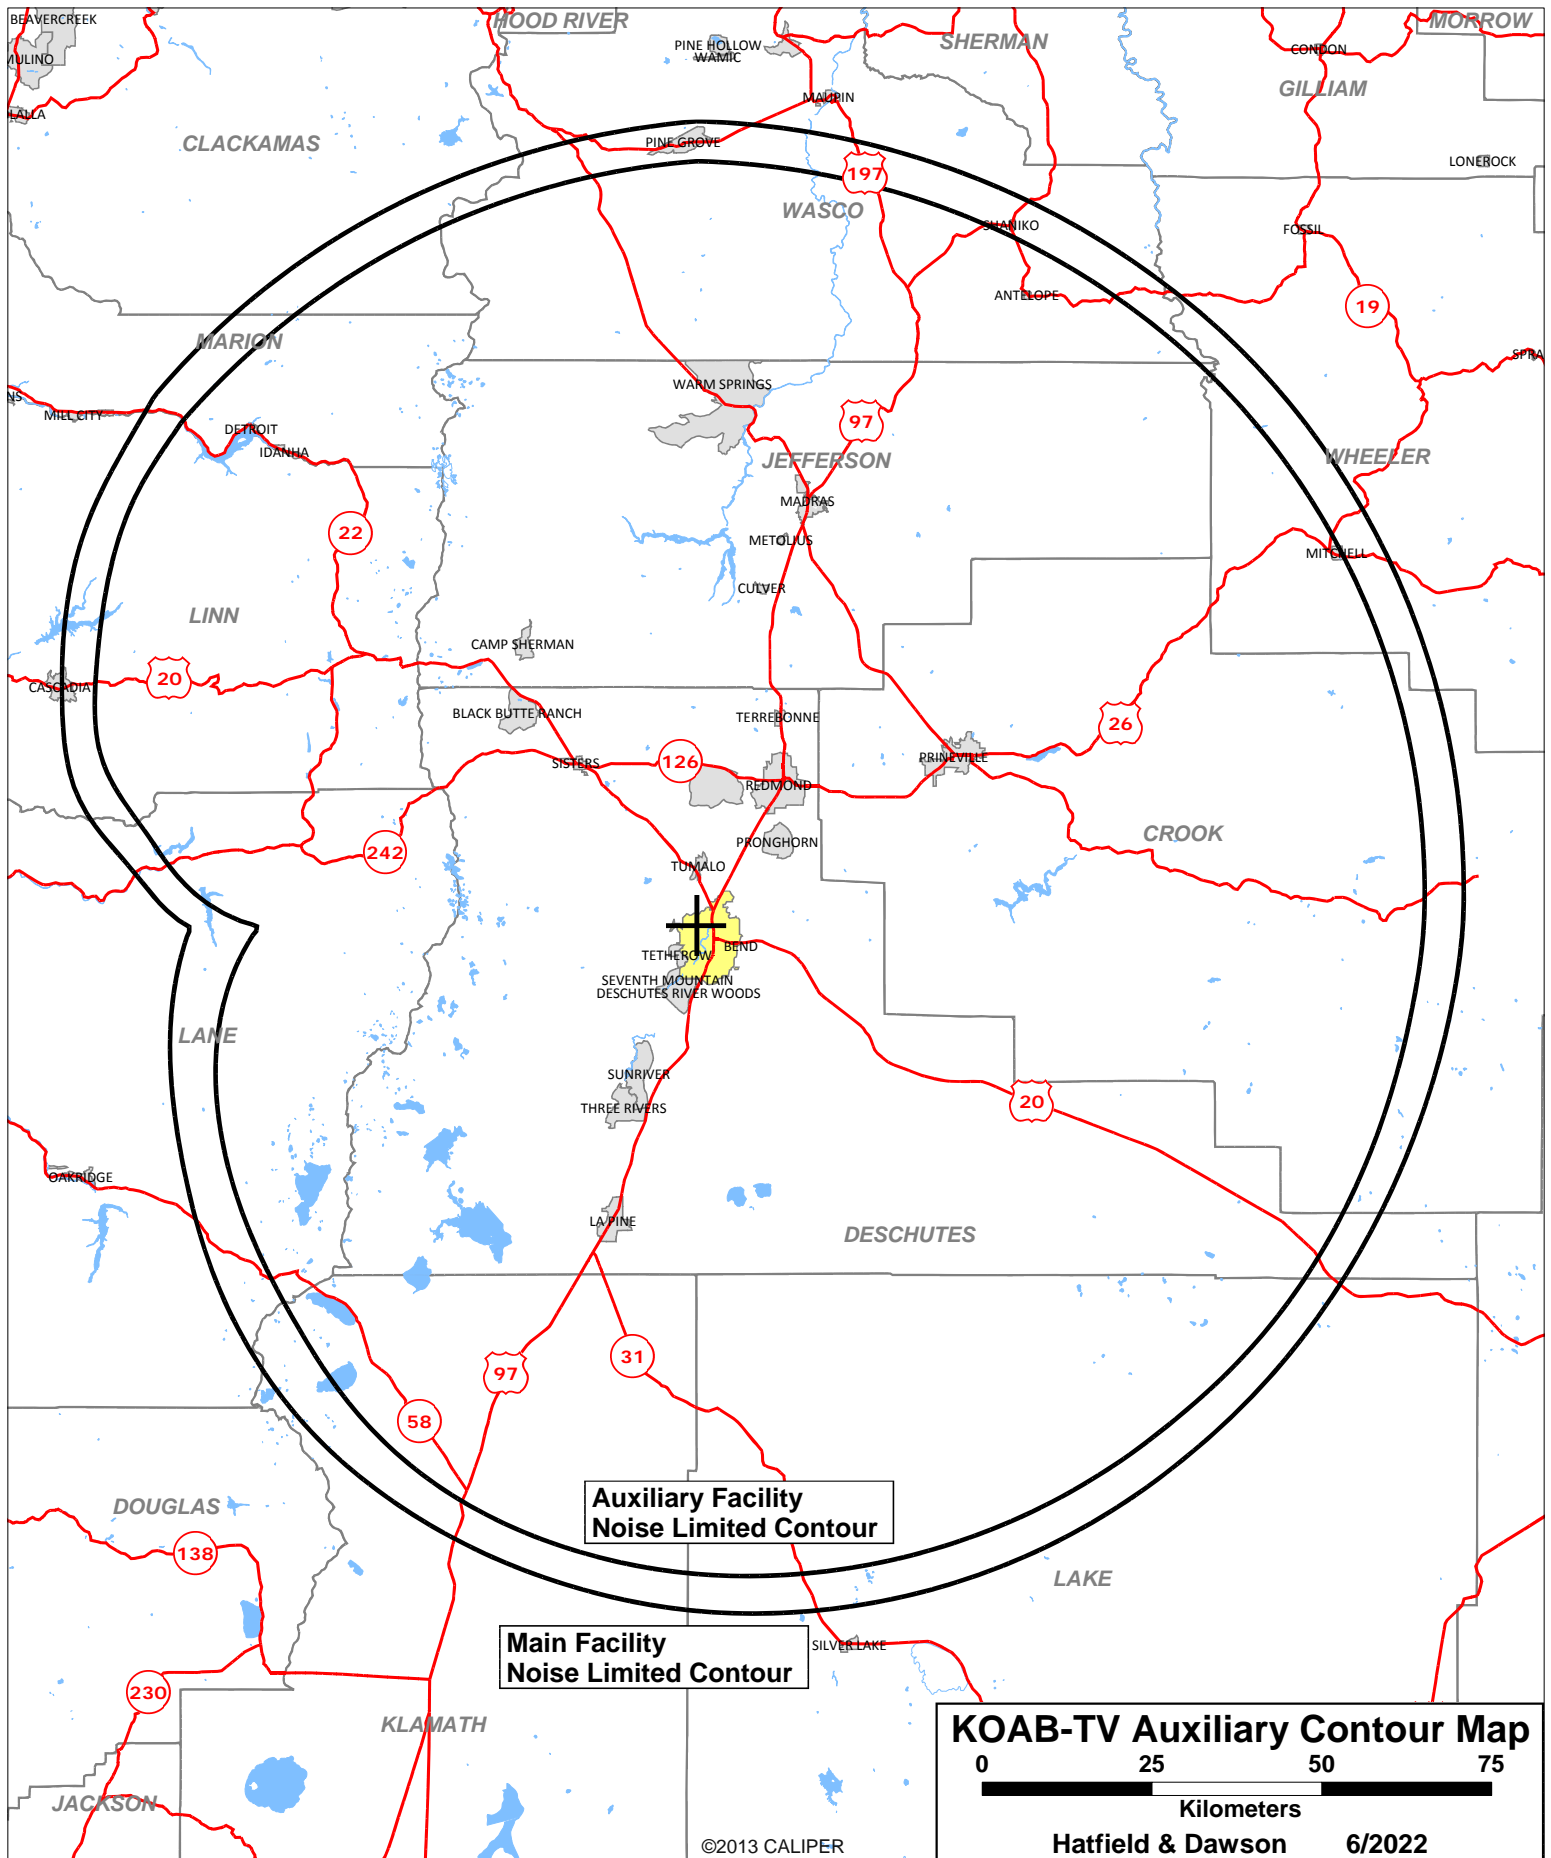 BEAVERCREEK
HOOD RIVER
MORROW
PINE HOLLOW
SHERMAN
CONDON
WAMIC
MULINO
GILLIAM
MAUPIN
LALLA
CLACKAMAS
PINE GROVE
LONEROCK
197
WASCO
SHANIKO
FOSSIL
ANTELOPE
19
MARION
SPRA
WARM SPRINGS
NS
MILL CITY
97
DETROIT
IDANHA
JEFFERSON
WHEELER
MADRAS
22
METOLIUS
MITCHELL
CULVER
LINN
CAMP SHERMAN
20
CASCADIA
BLACK BUTTE RANCH
TERREBONNE
26
SISTERS
126
PRINEVILLE
REDMOND
CROOK
PRONGHORN
242
TUMALO
BEND
TETHEROW
SEVENTH MOUNTAIN
DESCHUTES RIVER WOODS
LANE
SUNRIVER
THREE RIVERS
20
OAKRIDGE
LA PINE
DESCHUTES
31
97
58
Auxiliary Facility
Noise Limited Contour
DOUGLAS
138
LAKE
Main Facility
Noise Limited Contour
SILVER LAKE
230
KLAMATH
JACKSON
KOAB-TV Auxiliary Contour Map
0 25 50 75
Kilometers
Hatfield & Dawson 6/2022
©2013 CALIPER